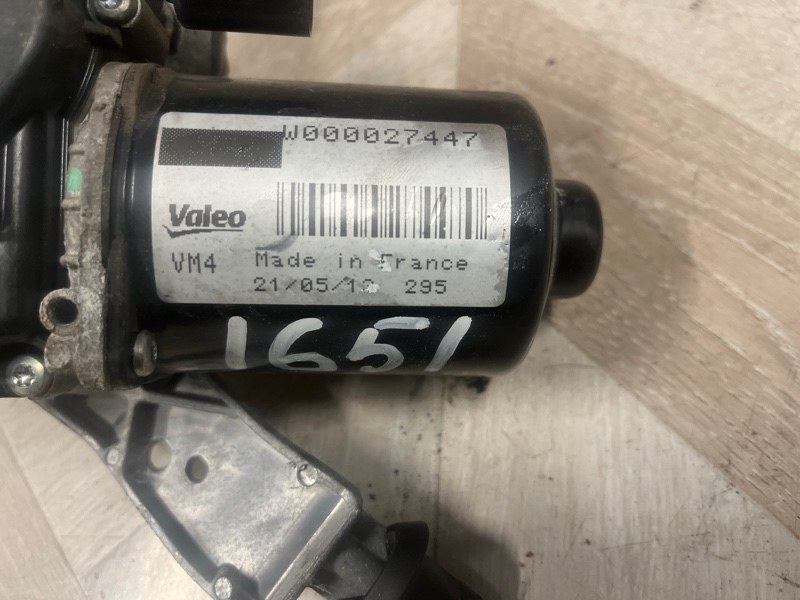 W000027447
Valeo
VM4 Made in France
295
1651